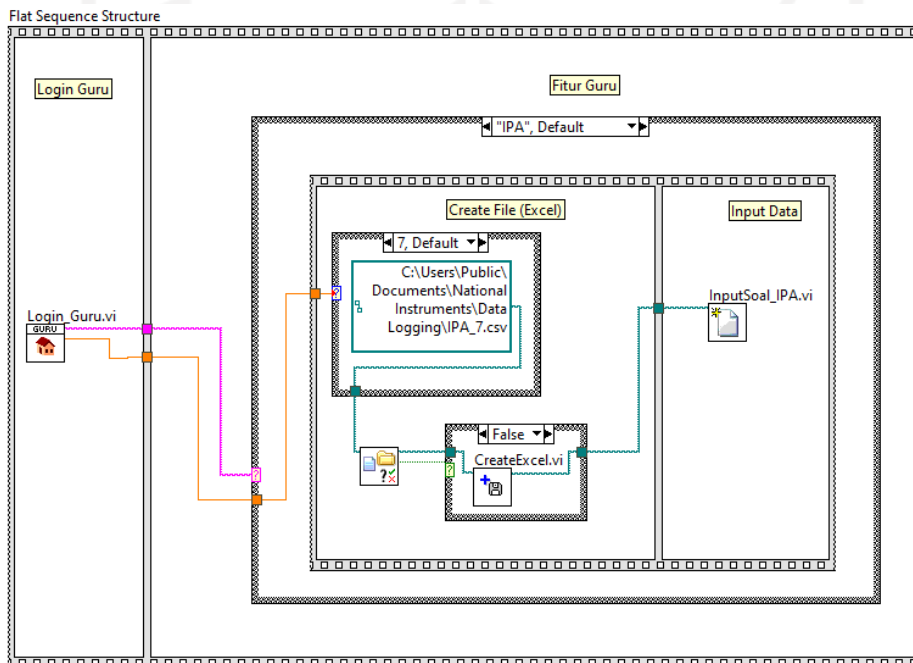 Flat Sequence Structure
Login Guru
Fitur Guru
"IPA", Default
Create File (Excel)
Input Data
7, Default
C:\Users\Public\
Documents\National
Instruments\Data
Logging\IPA_7.csv
InputSoal_IPA.vi
Login_Guru.vi
GURU
False
CreateExcel.vi
?
?
?
?